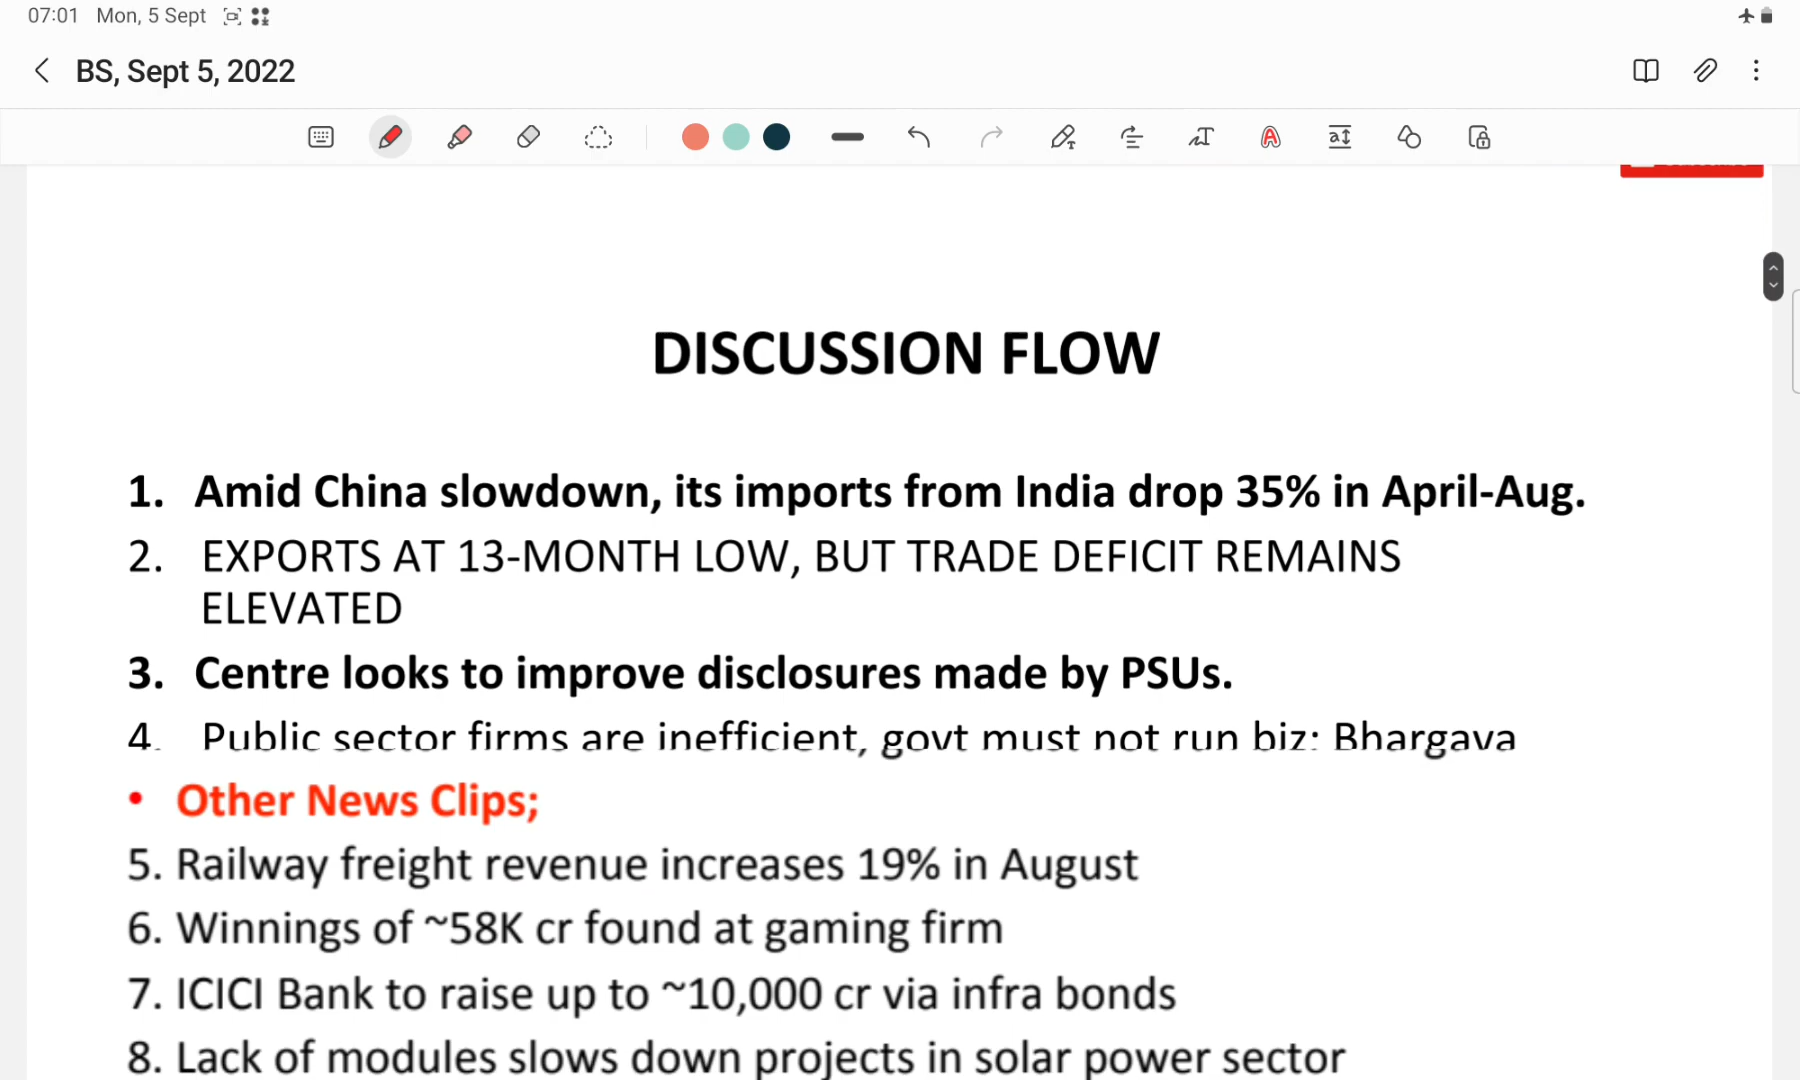 07:01 Mon, 5 Sept
BS, Sept 5, 2022
DISCUSSION FLOW
1. Amid China slowdown, its imports from India drop 35% in April-Aug.
2. EXPORTS AT 13-MONTH LOW, BUT TRADE DEFICIT REMAINS
ELEVATED
3. Centre looks to improve disclosures made by PSUs.
4. Public sector firms are inefficient, govt must not run biz: Bhargava
• Other News Clips;
5. Railway freight revenue increases 19% in August
6. Winnings of ~58K cr found at gaming firm
7. ICICI Bank to raise up to ~10,000 cr via infra bonds
8. Lack of modules slows down projects in solar power sector